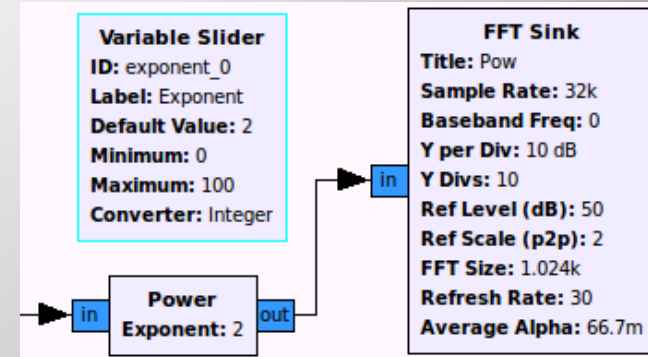 Variable Slider
ID: exponent_0
Label: Exponent
Default Value: 2
Minimum: 0
Maximum: 100
Converter: Integer
in
Power
Exponent: 2
out
in
FFT Sink
Title: Pow
Sample Rate: 32k
Baseband Freq: 0
Y per Div: 10 dB
Y Divs: 10
Ref Level (dB): 50
Ref Scale (p2p): 2
FFT Size: 1.024k
Refresh Rate: 30
Average Alpha: 66.7m